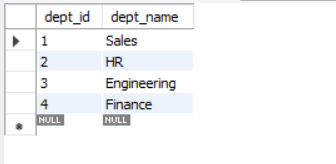 dept_id dept_name
1 Sales
2 HR
3 Engineering
4 Finance
NULL NULL